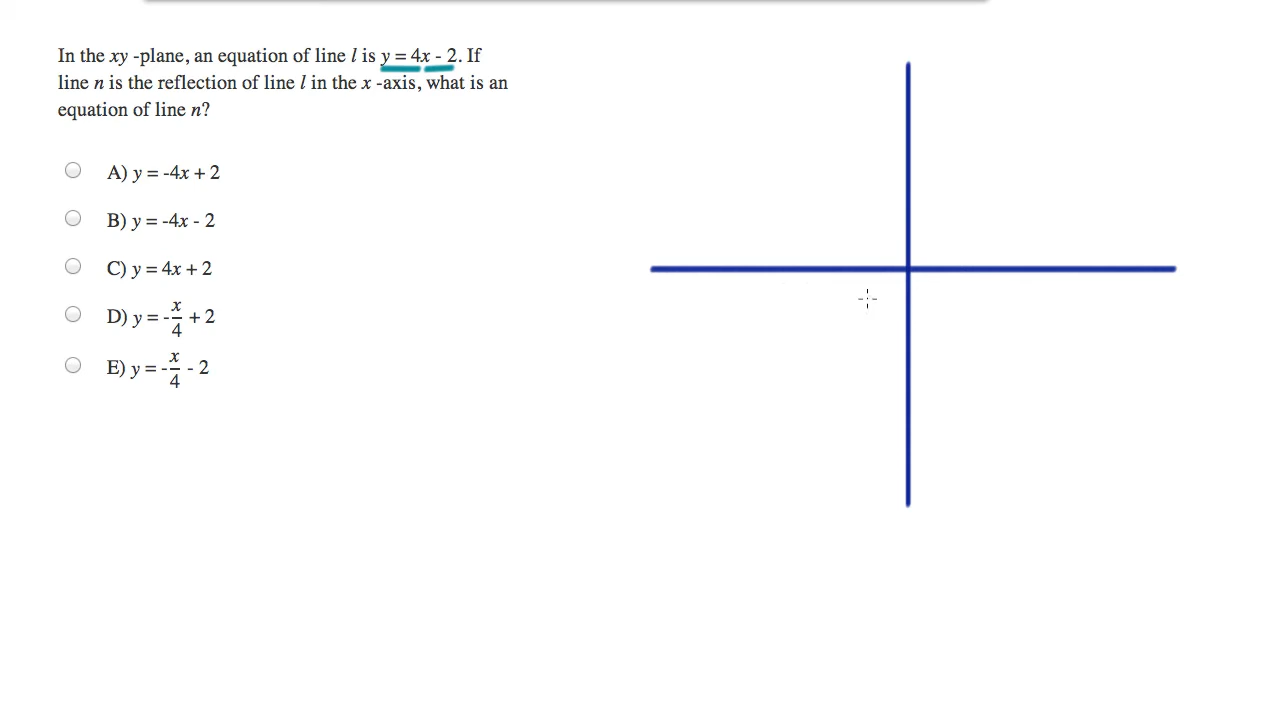 In the xy -plane, an equation of line l is y = 4x - 2. If
line n is the reflection of line l in the x -axis, what is an
equation of line n?
A) y = -4x + 2
B) y = -4x - 2
C) y = 4x + 2
D) y = -x/4 + 2
E) y = -x/4 - 2